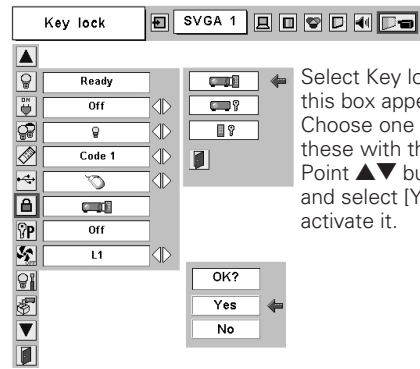 Key lock
SVGA 1
Ready
Off
Code 1
Off
L1
Select Key lo
this box appe
Choose one
these with th
Point ▲▼ bu
and select [Y
activate it.
OK?
Yes
No